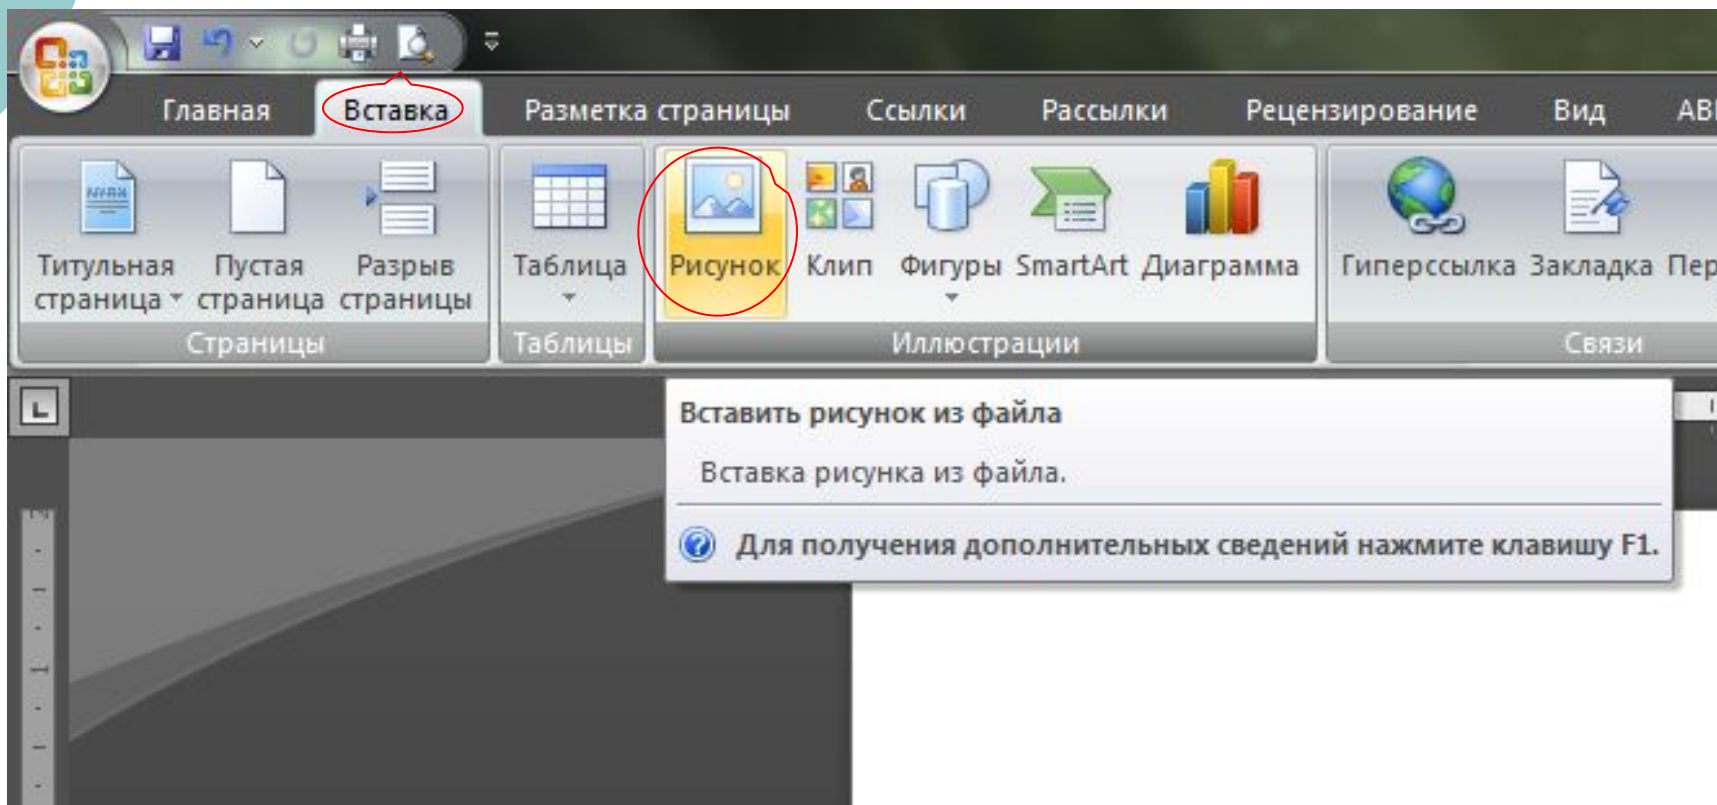 Главная Вставка Разметка страницы Ссылки Рассылки Рецензирование Вид
Титульная страница
Пустая страница
Разрыв страницы
Таблица
Рисунок
Клип
Фигуры
SmartArt
Диаграмма
Гиперссылка
Закладка
Пер
Страницы Таблицы Иллюстрации Связи
Вставить рисунок из файла
Вставка рисунка из файла.
Для получения дополнительных сведений нажмите клавишу F1.